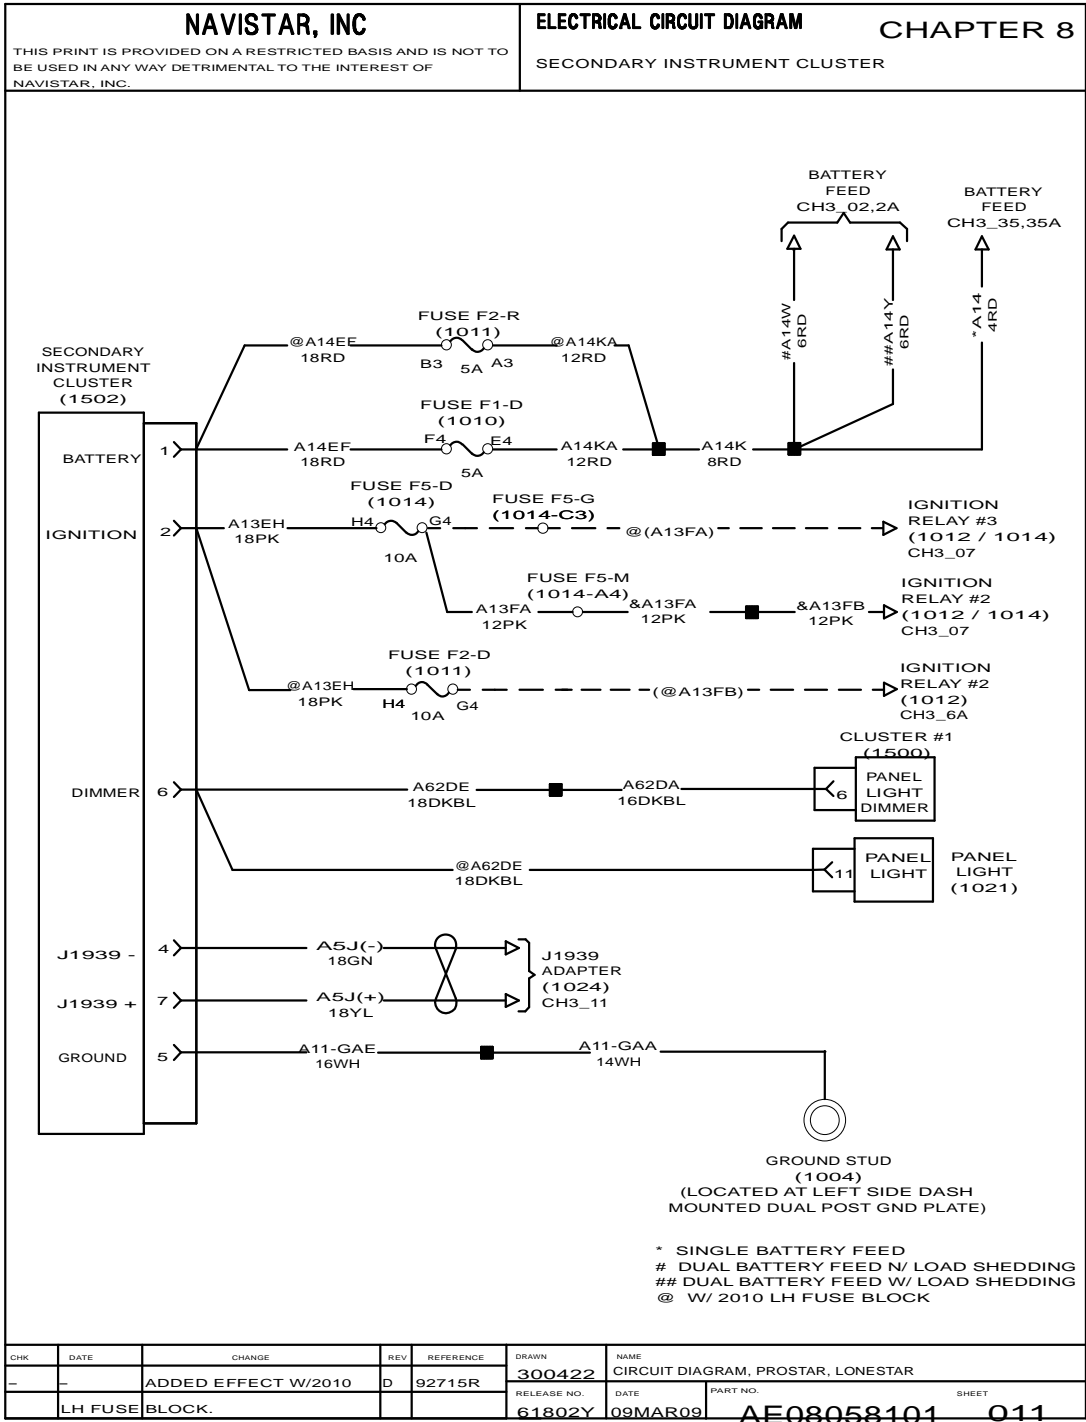 NAVISTAR, INC
THIS PRINT IS PROVIDED ON A RESTRICTED BASIS AND IS NOT TO
BE USED IN ANY WAY DETRIMENTAL TO THE INTEREST OF
NAVISTAR, INC.
ELECTRICAL CIRCUIT DIAGRAM
CHAPTER 8
SECONDARY INSTRUMENT CLUSTER
BATTERY
FEED
CH3_02,2A
BATTERY
FEED
CH3_35,35A
#A14W
6RD
##A14Y
6RD
*A14
4RD
FUSE F2-R
(1011)
@A14EF
18RD
B3
5A
A3
@A14KA
12RD
SECONDARY
INSTRUMENT
CLUSTER
(1502)
FUSE F1-D
(1010)
BATTERY
1
A14EF
18RD
F4
E4
5A
A14KA
12RD
A14K
8RD
FUSE F5-D
(1014)
FUSE F5-G
(1014-C3)
IGNITION
2
A13EH
18PK
H4
G4
10A
@(A13FA)
IGNITION
RELAY #3
(1012 / 1014)
CH3_07
FUSE F5-M
(1014-A4)
A13FA
12PK
&A13FA
12PK
&A13FB
12PK
IGNITION
RELAY #2
(1012 / 1014)
CH3_07
FUSE F2-D
(1011)
@A13EH
18PK
H4
10A
G4
(@A13FB)
IGNITION
RELAY #2
(1012)
CH3_6A
CLUSTER #1
(1500)
DIMMER
6
A62DE
18DKBL
A62DA
16DKBL
6
PANEL
LIGHT
DIMMER
@A62DE
18DKBL
11
PANEL
LIGHT
PANEL
LIGHT
(1021)
J1939 -
4
A5J(-)
18GN
J1939 +
7
A5J(+)
18YL
J1939
ADAPTER
(1024)
CH3_11
GROUND
5
A11-GAE
16WH
A11-GAA
14WH
GROUND STUD
(1004)
(LOCATED AT LEFT SIDE DASH
MOUNTED DUAL POST GND PLATE)
* SINGLE BATTERY FEED
# DUAL BATTERY FEED N/ LOAD SHEDDING
## DUAL BATTERY FEED W/ LOAD SHEDDING
@ W/ 2010 LH FUSE BLOCK
CHK DATE CHANGE REV REFERENCE
- - ADDED EFFECT W/2010 D 92715R
LH FUSE BLOCK.
DRAWN
300422
NAME
CIRCUIT DIAGRAM, PROSTAR, LONESTAR
RELEASE NO.
61802Y
DATE
09MAR09
PART NO.
AE08058101
SHEET
011